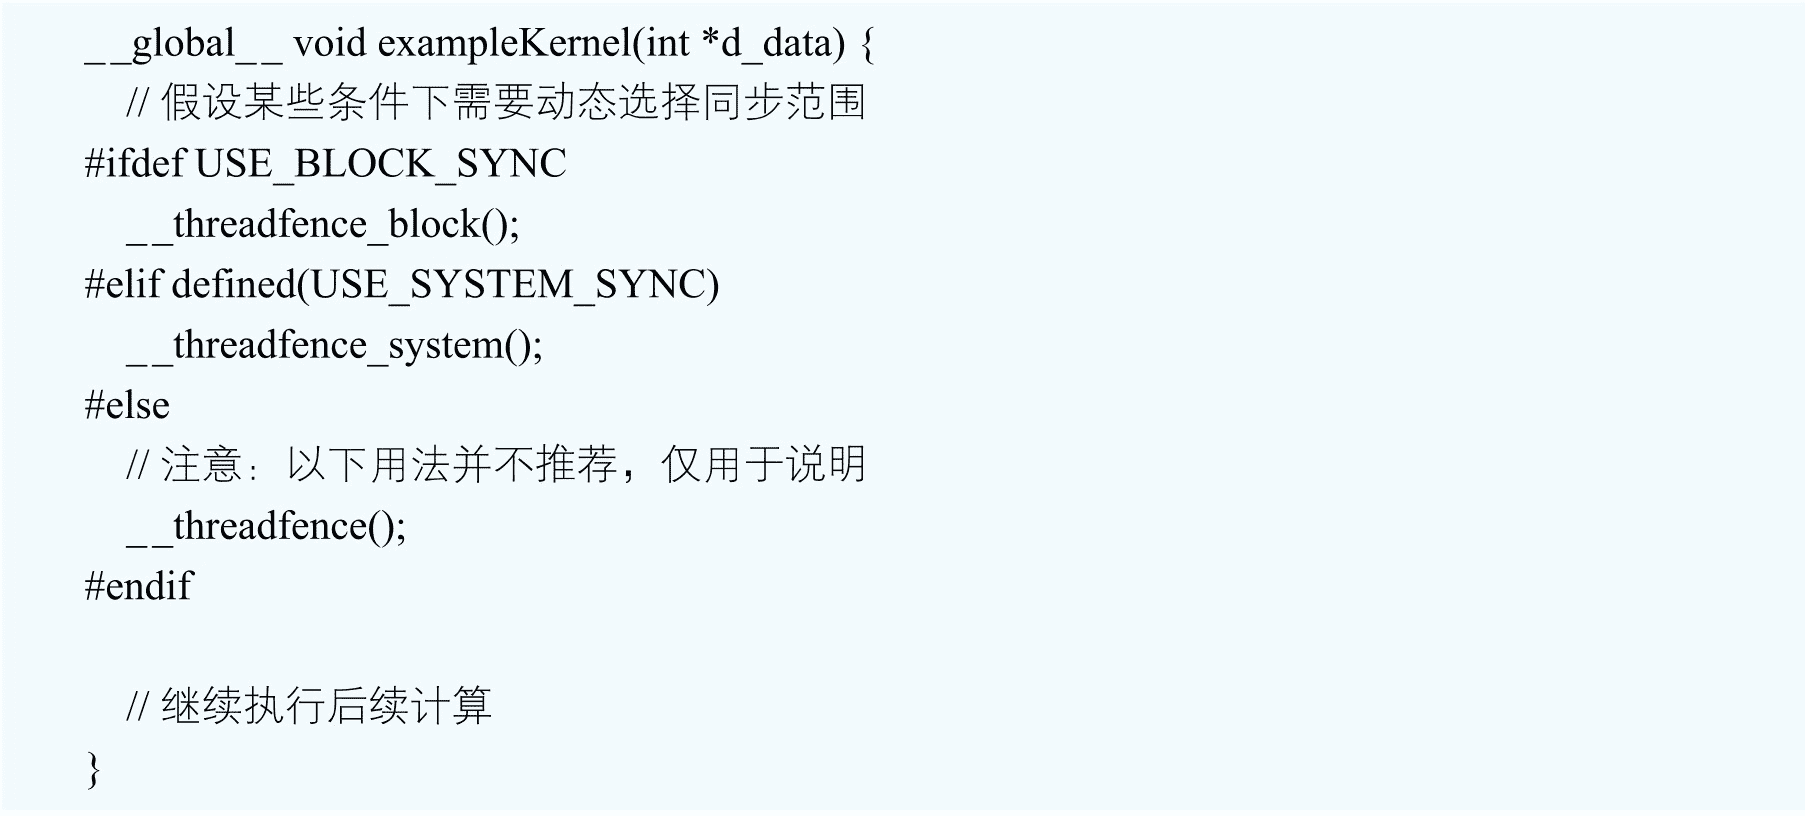 __global__ void exampleKernel(int *d_data) {
// 假设某些条件下需要动态选择同步范围
#ifdef USE_BLOCK_SYNC
__threadfence_block();
#elif defined(USE_SYSTEM_SYNC)
__threadfence_system();
#else
// 注意：以下用法并不推荐，仅用于说明
__threadfence();
#endif
// 继续执行后续计算
}